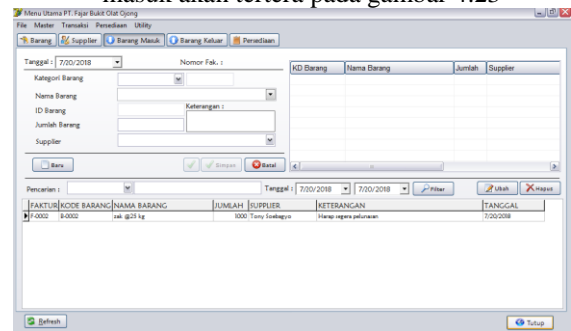 masuk akan tertera pada gambar 4.25
Menu Utama PT. Fajar Bukit Olat Ojong
File Master Transaksi Persediaan Utility
Barang Supplier Barang Masuk Barang Keluar Persediaan
Tanggal : 7/20/2018 Nomor Fak. :
Kategori Barang
Nama Barang
ID Barang Keterangan :
Jumlah Barang
Supplier
Baru Simpan Batal
KD Barang Nama Barang Jumlah Supplier
Pencarian : Tanggal : 7/20/2018 7/20/2018 Filter Ubah Hapus
FAKTUR KODE BARANG NAMA BARANG JUMLAH SUPPLIER KETERANGAN TANGGAL
F-0002 B-0002 zak @25 kg 1000 Tony Soebagyo Harap segera pelunasan 7/20/2018
Refresh Tutup